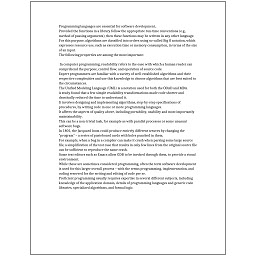 Programming languages are essential for software development.
Provided the functions in a library follow the appropriate run-time conventions (e.g.,
method of passing arguments), then these functions may be written in any other language.
For this purpose, algorithms are classified into orders using so-called Big O notation, which
expresses resource use, such as execution time or memory consumption, in terms of the size
of an input.
The following properties are among the most important:
In computer programming, readability refers to the ease with which a human reader can
comprehend the purpose, control flow, and operation of source code.
Expert programmers are familiar with a variety of well-established algorithms and their
respective complexities and use this knowledge to choose algorithms that are best suited to
the circumstances.
The Unified Modeling Language (UML) is a notation used for both the OOAD and MDA.
A study found that a few simple readability transformations made code shorter and
drastically reduced the time to understand it.
It involves designing and implementing algorithms, step-by-step specifications of
procedures, by writing code in one or more programming languages.
It affects the aspects of quality above, including portability, usability and most importantly
maintainability.
This can be a non-trivial task, for example as with parallel processes or some unusual
software bugs.
In 1801, the Jacquard loom could produce entirely different weaves by changing the
"program" – a series of pasteboard cards with holes punched in them.
For example, when a bug in a compiler can make it crash when parsing some large source
file, a simplification of the test case that results in only few lines from the original source file
can be sufficient to reproduce the same crash.
Some text editors such as Emacs allow GDB to be invoked through them, to provide a visual
environment.
While these are sometimes considered programming, often the term software development
is used for this larger overall process – with the terms programming, implementation, and
coding reserved for the writing and editing of code per se.
Proficient programming usually requires expertise in several different subjects, including
knowledge of the application domain, details of programming languages and generic code
libraries, specialized algorithms, and formal logic.